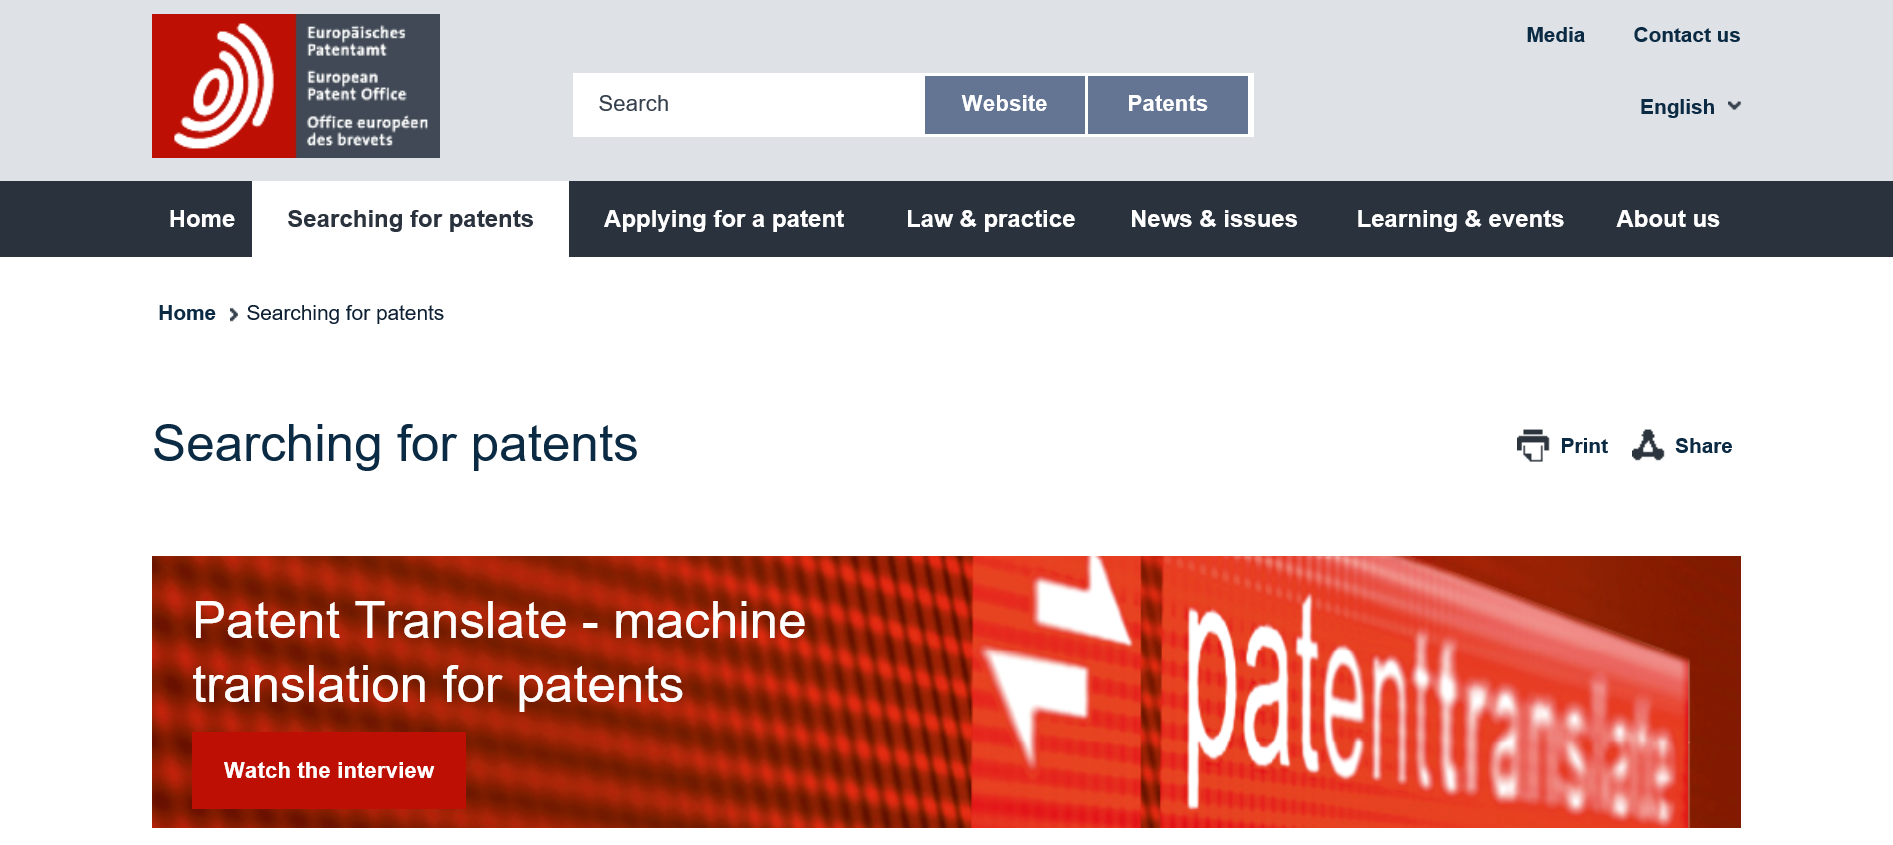 Europäisches
Patentamt
European
Patent Office
Office européen
des brevets
Search
Website
Patents
Media
Contact us
English
Home
Searching for patents
Applying for a patent
Law & practice
News & issues
Learning & events
About us
Home
Searching for patents
Searching for patents
Print
Share
Patent Translate - machine
translation for patents
Watch the interview
patenttranslate